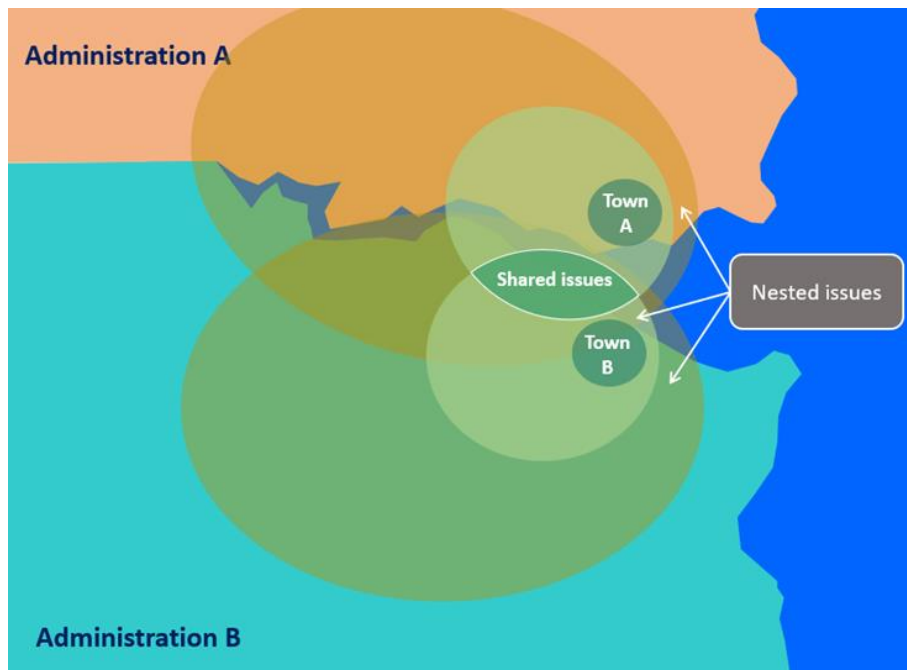 Administration A
Town
A
Shared issues
Nested issues
Town
B
Administration B